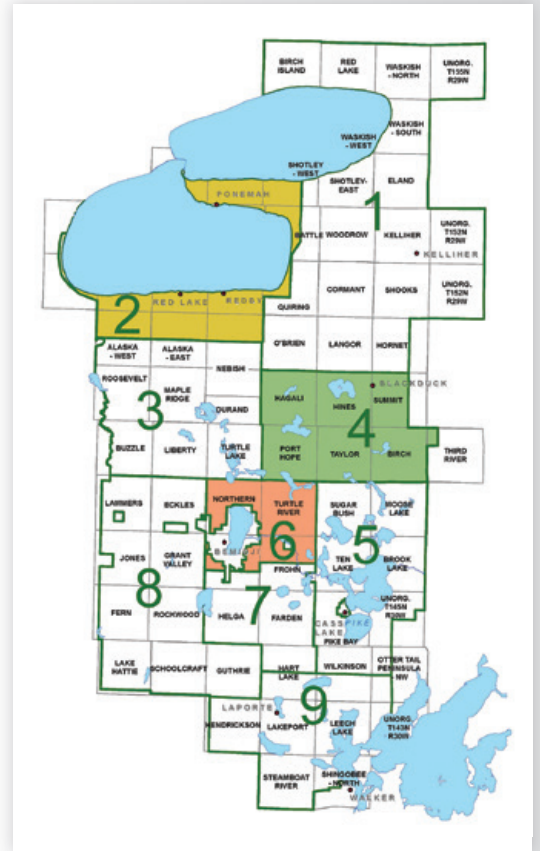 BIRCH
ISLAND
RED
LAKE
WASKISH
- NORTH
UNORG.
T155N
R29W
WASKISH
- SOUTH
WASKISH
- WEST
SHOTLEY
- WEST
SHOTLEY-
EAST
ELAND
1
PONEMAH
BATTLE
WOODROW
KELLIHER
UNORG.
T153N
R29W
KELLIHER
RED LAKE
REDBY
QUIRING
CORMANT
SHOOKS
UNORG.
T152N
R29W
2
O'BRIEN
LANGOR
HORNET
ALASKA
- WEST
ALASKA
- EAST
NEBISH
ROOSEVELT
MAPLE
RIDGE
DURAND
3
HAGALI
HINES
SUMMIT
BLACKDUCK
4
BUZZLE
LIBERTY
TURTLE
LAKE
PORT
HOPE
TAYLOR
BIRCH
THIRD
RIVER
LAMMERS
ECKLES
NORTHERN
TURTLE
RIVER
SUGAR
BUSH
MOOSE
LAKE
BEMIDJI
6
5
JONES
GRANT
VALLEY
FROHN
TEN
LAKE
BROOK
LAKE
8
7
FERN
ROCKWOOD
HELGA
FARDEN
UNORG.
T145N
R30W
CASS
LAKE
PIKE
PIKE BAY
LAKE
HATTIE
SCHOOLCRAFT
GUTHRIE
HART
LAKE
WILKINSON
OTTER TAIL
PENINSULA
- NW
9
LAPORTE
HENDRICKSON
LAKEPORT
LEECH
LAKE
UNORG.
T143N
R30W
STEAMBOAT
RIVER
SHINGOBEE
- NORTH
WALKER